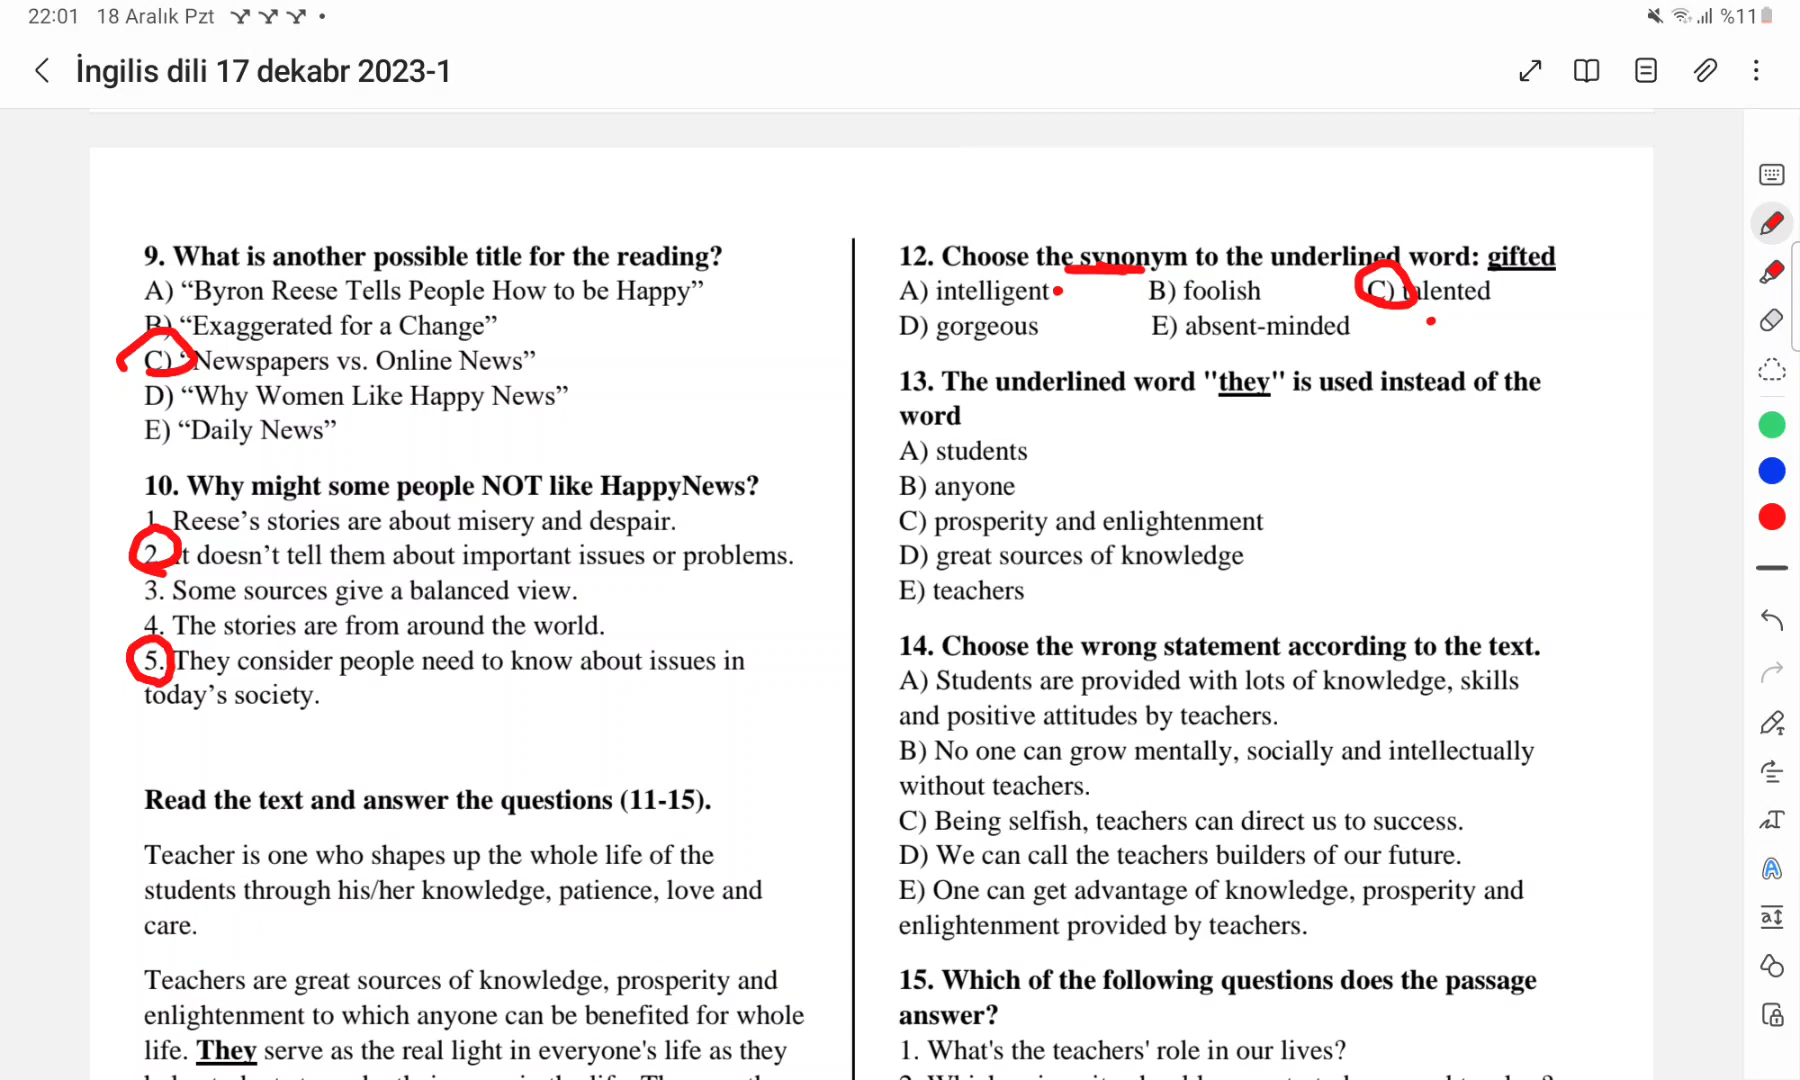 22:01 18 Aralık Pzt
%11
İngilis dili 17 dekabr 2023-1
9. What is another possible title for the reading?
A) “Byron Reese Tells People How to be Happy”
B) “Exaggerated for a Change”
C) “Newspapers vs. Online News”
D) “Why Women Like Happy News”
E) “Daily News”
10. Why might some people NOT like HappyNews?
1. Reese’s stories are about misery and despair.
2. It doesn’t tell them about important issues or problems.
3. Some sources give a balanced view.
4. The stories are from around the world.
5. They consider people need to know about issues in
today’s society.
Read the text and answer the questions (11-15).
Teacher is one who shapes up the whole life of the
students through his/her knowledge, patience, love and
care.
Teachers are great sources of knowledge, prosperity and
enlightenment to which anyone can be benefited for whole
life. They serve as the real light in everyone's life as they
12. Choose the synonym to the underlined word: gifted
A) intelligent B) foolish C) talented
D) gorgeous E) absent-minded
13. The underlined word "they" is used instead of the
word
A) students
B) anyone
C) prosperity and enlightenment
D) great sources of knowledge
E) teachers
14. Choose the wrong statement according to the text.
A) Students are provided with lots of knowledge, skills
and positive attitudes by teachers.
B) No one can grow mentally, socially and intellectually
without teachers.
C) Being selfish, teachers can direct us to success.
D) We can call the teachers builders of our future.
E) One can get advantage of knowledge, prosperity and
enlightenment provided by teachers.
15. Which of the following questions does the passage
answer?
1. What's the teachers' role in our lives?